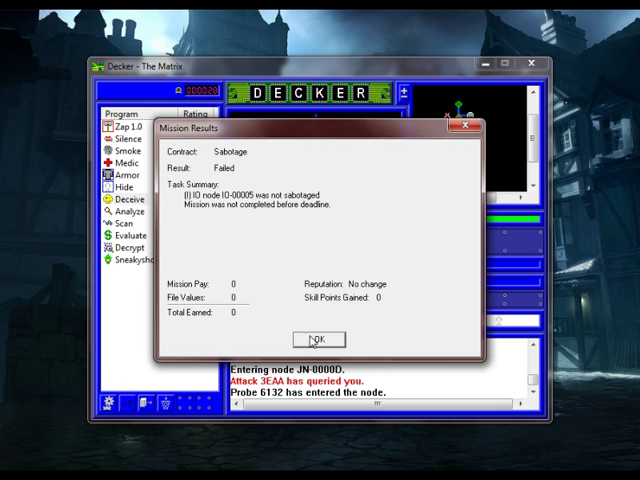 Decker - The Matrix
0000028
DECKER
Program Rating
Zap 1.0
Silence
Smoke
Medic
Armor
Hide
Deceive
Analyze
Scan
Evaluate
Decrypt
Sneakysho
Mission Results
Contract: Sabotage
Result: Failed
Task Summary:
(I) IO node IO-00005 was not sabotaged
Mission was not completed before deadline.
Mission Pay: 0
Reputation: No change
File Values: 0
Skill Points Gained: 0
Total Earned: 0
OK
Entering node JN-0000D.
Attack 3EAA has queried you.
Probe 6132 has entered the node.